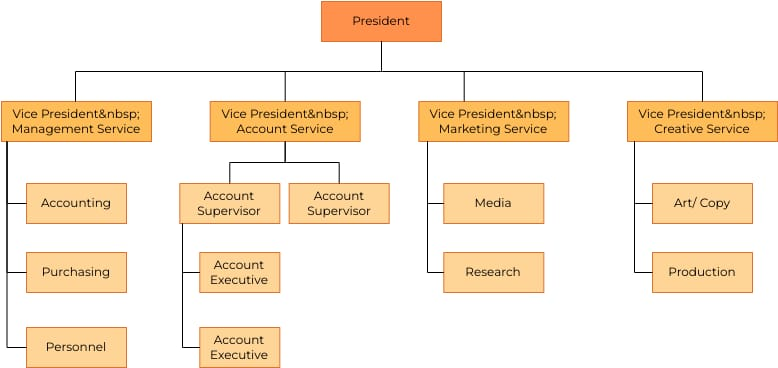 President
Vice President&nbsp;
Management Service
Vice President&nbsp;
Account Service
Vice President&nbsp;
Marketing Service
Vice President&nbsp;
Creative Service
Accounting
Account
Supervisor
Account
Supervisor
Media
Art/ Copy
Purchasing
Account
Executive
Research
Production
Personnel
Account
Executive